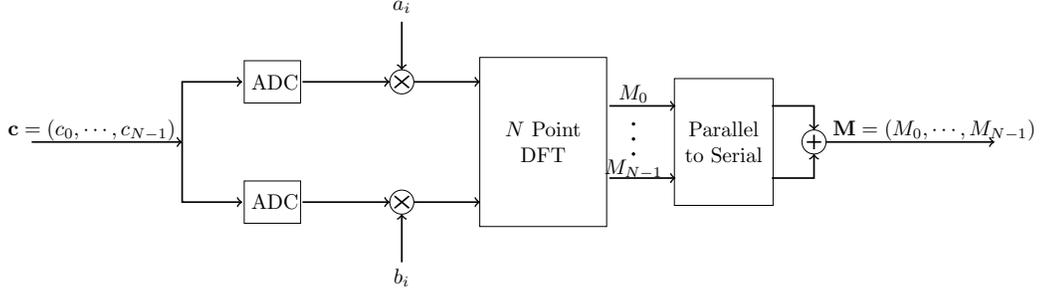 a_i
ADC
c = (c_0, ⋯, c_{N−1})
N Point
DFT
M_0
⋮
M_{N−1}
Parallel
to Serial
M = (M_0, ⋯, M_{N−1})
ADC
b_i